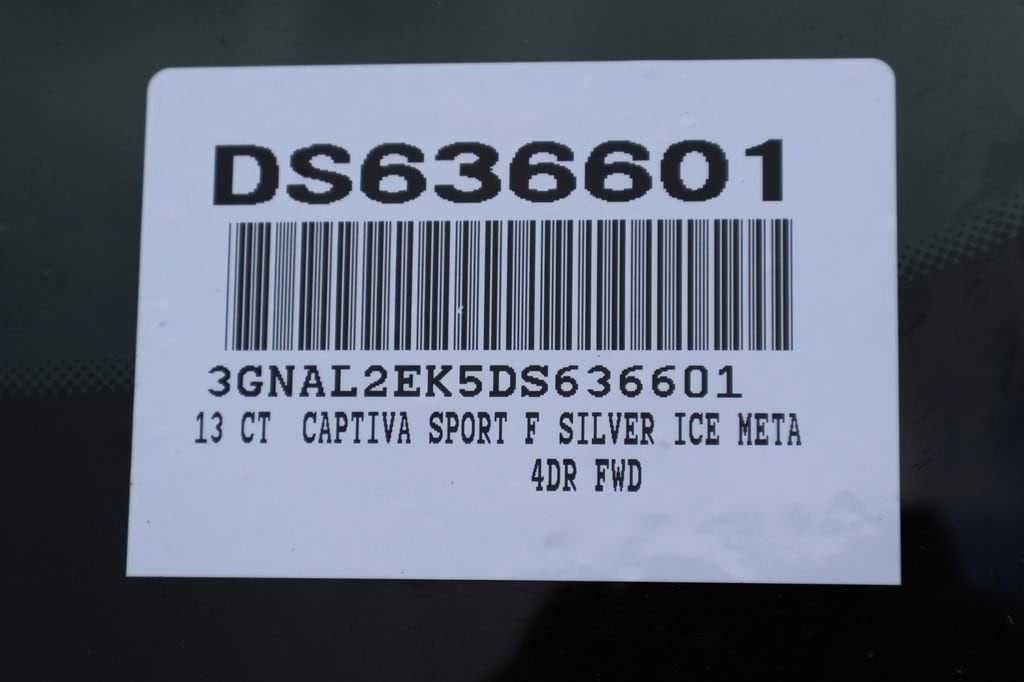 DS636601
3GNAL2EK5DS636601
13 CT CAPTIVA SPORT F SILVER ICE META
4DR FWD